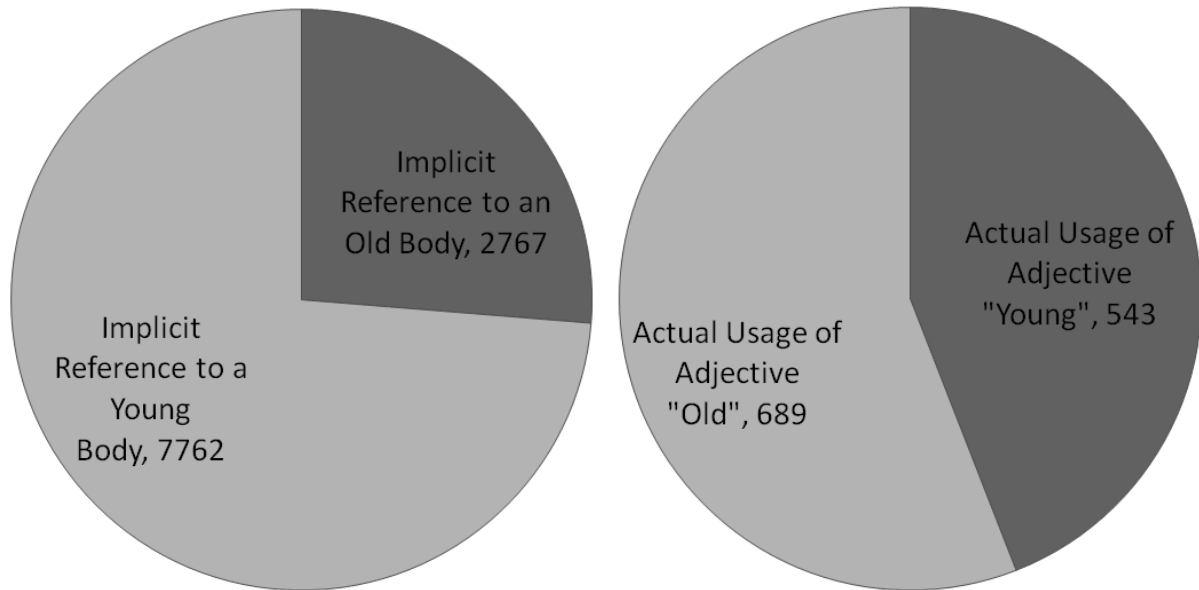 Implicit
Reference to an
Old Body, 2767
Implicit
Reference to a
Young
Body, 7762
Actual Usage of
Adjective
"Young", 543
Actual Usage of
Adjective
"Old", 689